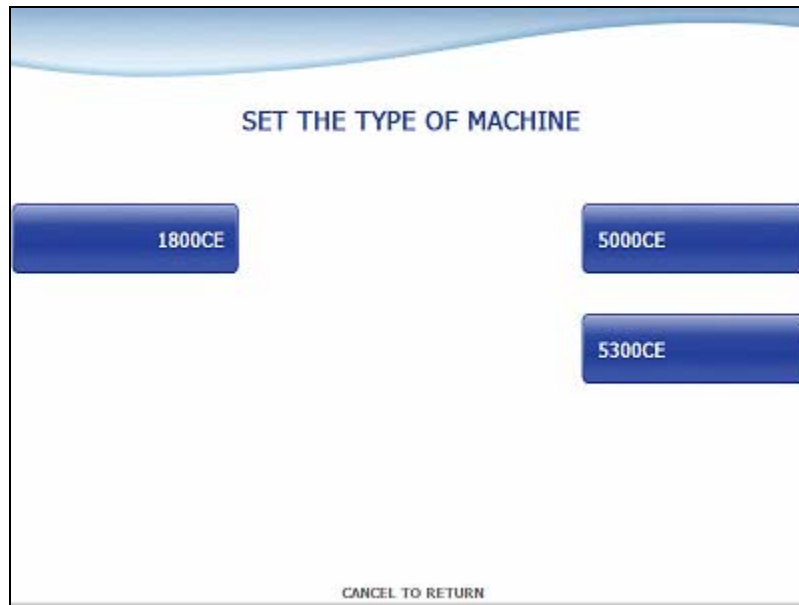 SET THE TYPE OF MACHINE
1800CE
5000CE
5300CE
CANCEL TO RETURN